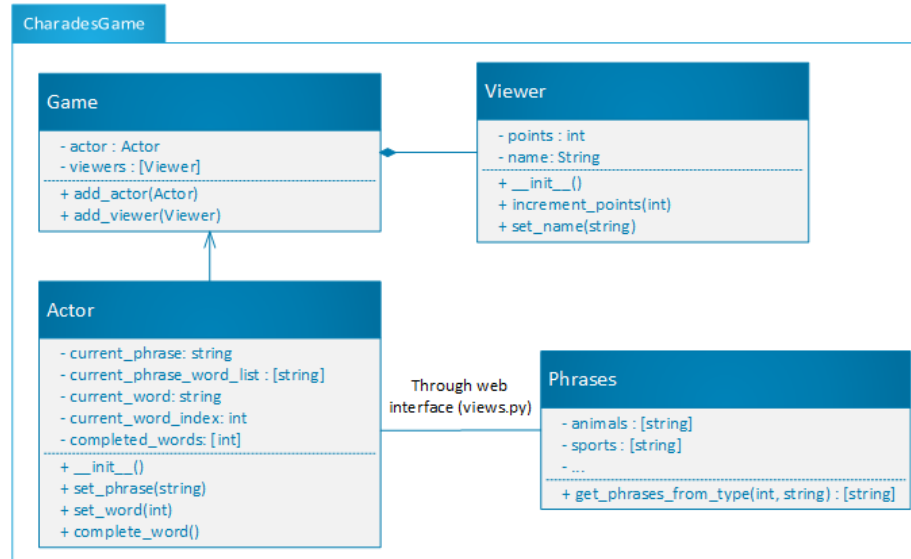 CharadesGame
Game
- actor : Actor
- viewers : [Viewer]
+ add_actor(Actor)
+ add_viewer(Viewer)
Viewer
- points : int
- name: String
+ __init__()
+ increment_points(int)
+ set_name(string)
Actor
- current_phrase: string
- current_phrase_word_list : [string]
- current_word: string
- current_word_index: int
- completed_words: [int]
+ __init__()
+ set_phrase(string)
+ set_word(int)
+ complete_word()
Through web
interface (views.py)
Phrases
- animals : [string]
- sports : [string]
- ...
+ get_phrases_from_type(int, string) : [string]